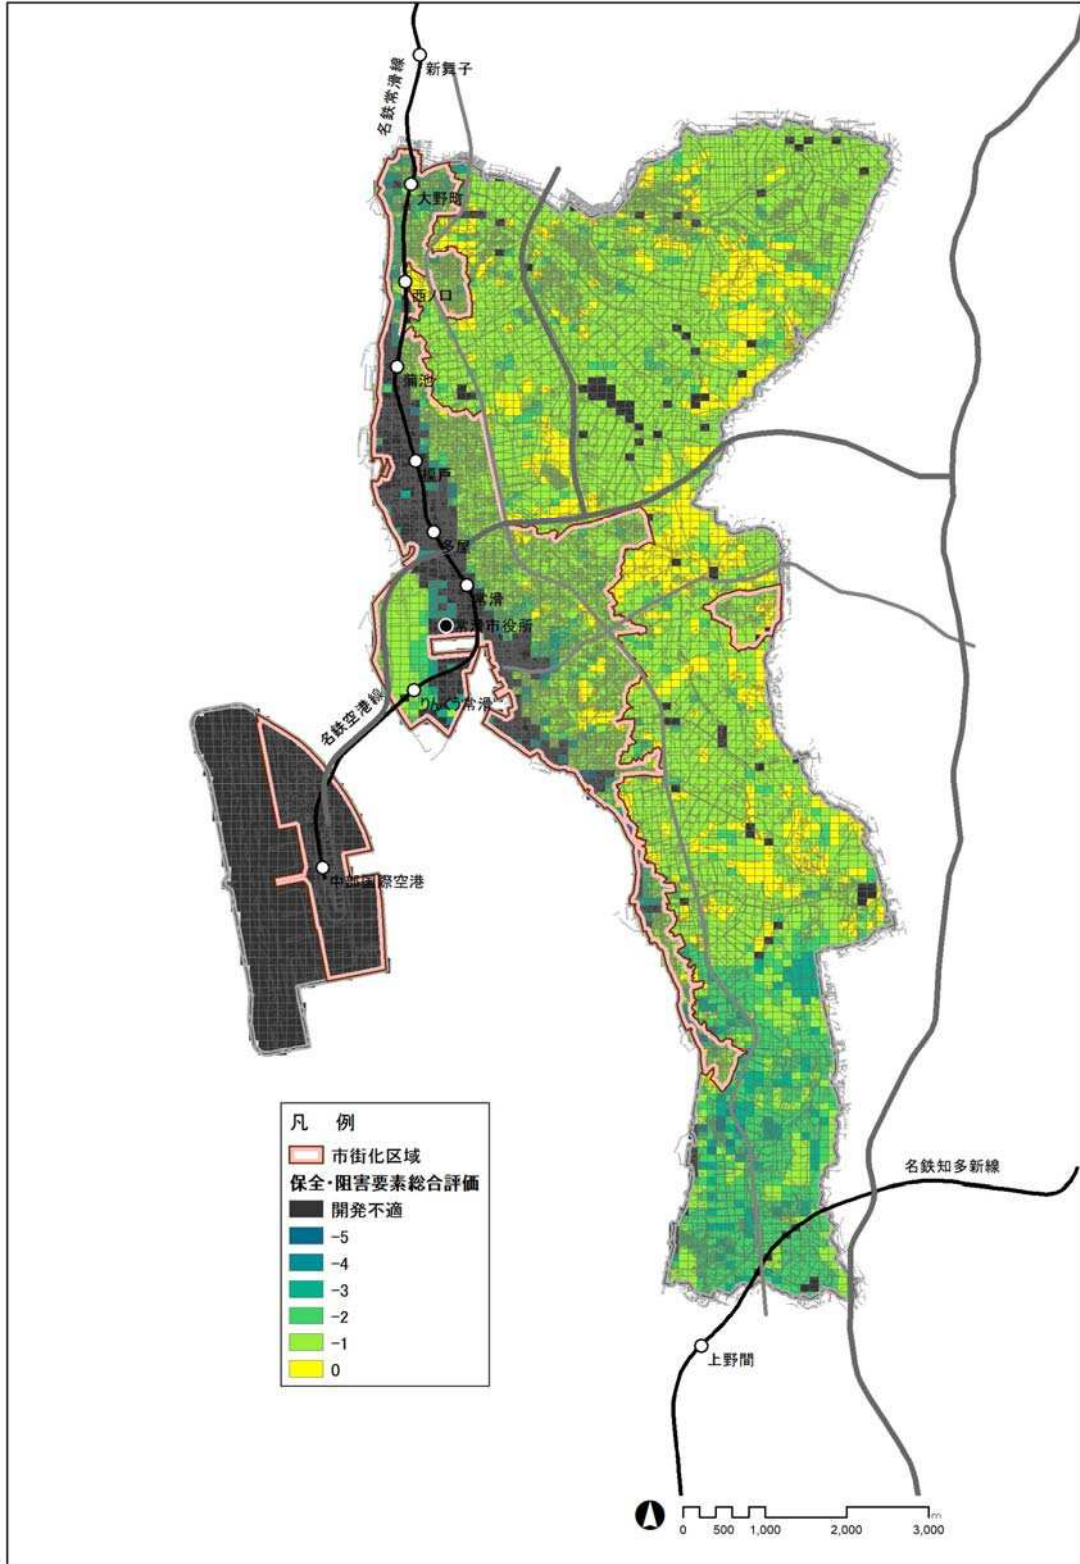 新舞子
名鉄常滑線
大野町
西ノ口
蒲池
榎戸
多屋
常滑
常滑市役所
りんくう常滑
名鉄空港線
中部国際空港
凡 例
市街化区域
保全・阻害要素総合評価
開発不適
-5
-4
-3
-2
-1
0
名鉄知多新線
上野間
0 500 1,000 2,000 3,000 m